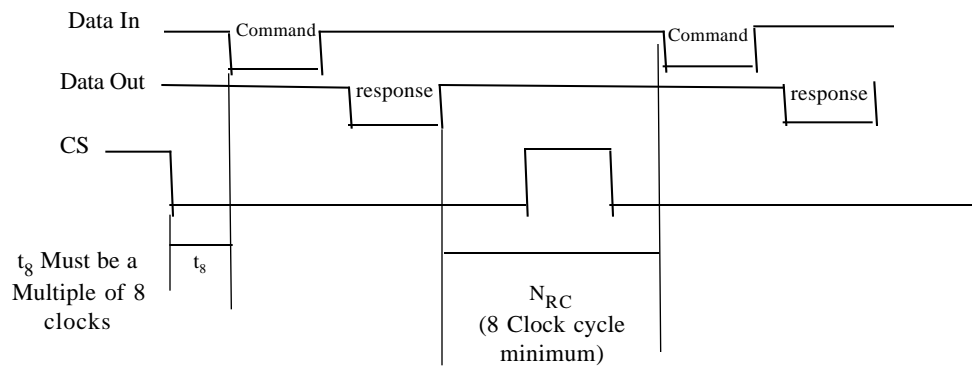 Data In
Command
Command
Data Out
response
response
CS
t₈ Must be a
Multiple of 8
clocks
t₈
N_RC
(8 Clock cycle
minimum)